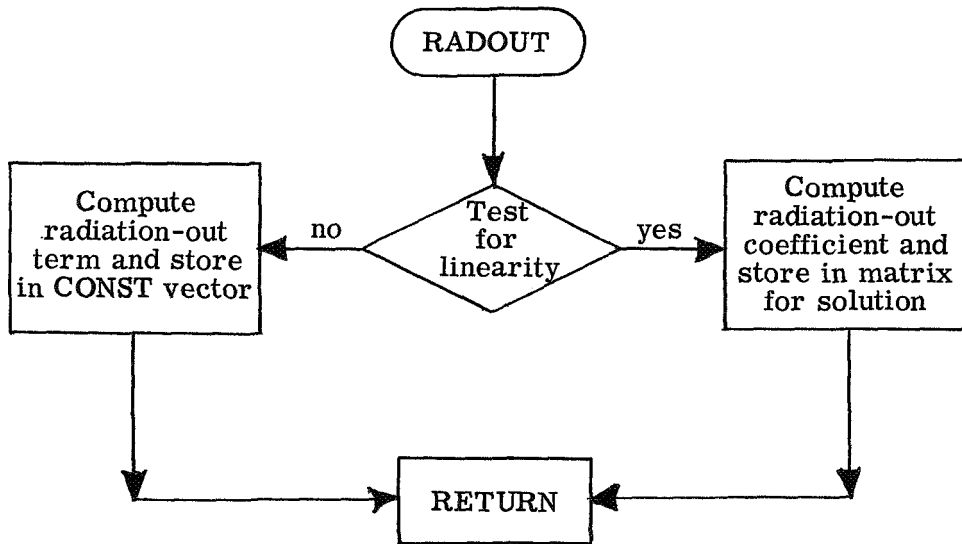 RADOUT
Test
for
linearity
no
yes
Compute
radiation-out
term and store
in CONST vector
Compute
radiation-out
coefficient and
store in matrix
for solution
RETURN